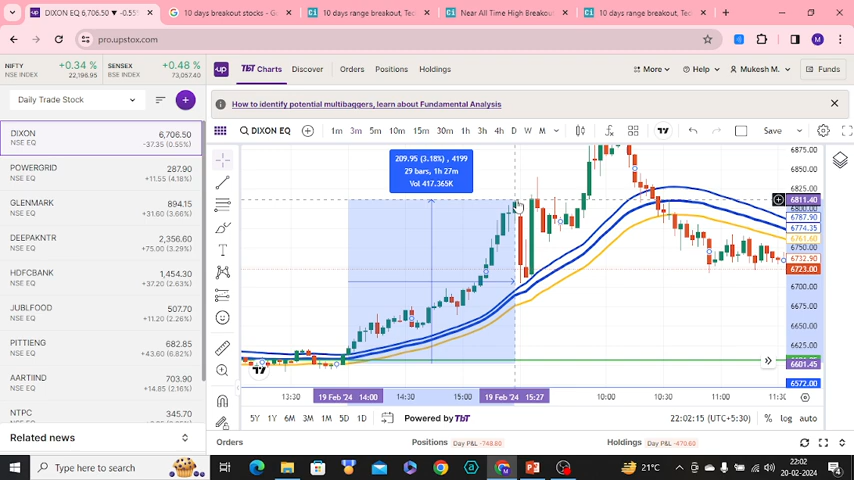 DIXON EQ 6,706.50 ▼ -0.55%
10 days breakout stocks - G
10 days range breakout, Tec
Near All Time High Breakout
10 days range breakout, Tec
pro.upstox.com
NIFTY
NSE INDEX
+0.34 %
22,196.95
SENSEX
BSE INDEX
+0.48 %
73,057.40
up
TbT Charts
Discover
Orders
Positions
Holdings
More
Help
Mukesh M.
Funds
Daily Trade Stock
How to identify potential multibaggers, learn about Fundamental Analysis
DIXON EQ
1m 3m 5m 10m 15m 30m 1h 3h 4h D W M
Save
DIXON
NSE EQ
6,706.50
-37.35 (0.55%)
POWERGRID
NSE EQ
287.90
+11.55 (4.18%)
GLENMARK
NSE EQ
894.15
+31.60 (3.66%)
DEEPAKNTR
NSE EQ
2,356.60
+75.00 (3.29%)
HDFCBANK
NSE EQ
1,454.30
+37.20 (2.63%)
JUBLFOOD
NSE EQ
507.70
+11.20 (2.26%)
PITTIENG
NSE EQ
682.85
+43.60 (6.82%)
AARTIIND
NSE EQ
703.90
+14.85 (2.16%)
NTPC
345.70
Related news
209.95 (3.18%) , 4199
29 bars, 1h 27m
Vol 417.365K
6875.00
6850.00
6825.00
6811.40
6800.00
6787.90
6774.35
6761.60
6750.00
6732.90
6723.00
6700.00
6675.00
6650.00
6625.00
6601.45
6572.00
13:30
19 Feb '24 14:00
14:30
15:00
19 Feb '24 15:27
10:00
10:30
11:00
11:30
5Y 1Y 6M 3M 1M 5D 1D
Powered by TbT
22:02:15 (UTC+5:30)
% log auto
Orders
Positions Day P&L -748.80
Holdings Day P&L -470.60
Type here to search
21°C
22:02
20-02-2024
4